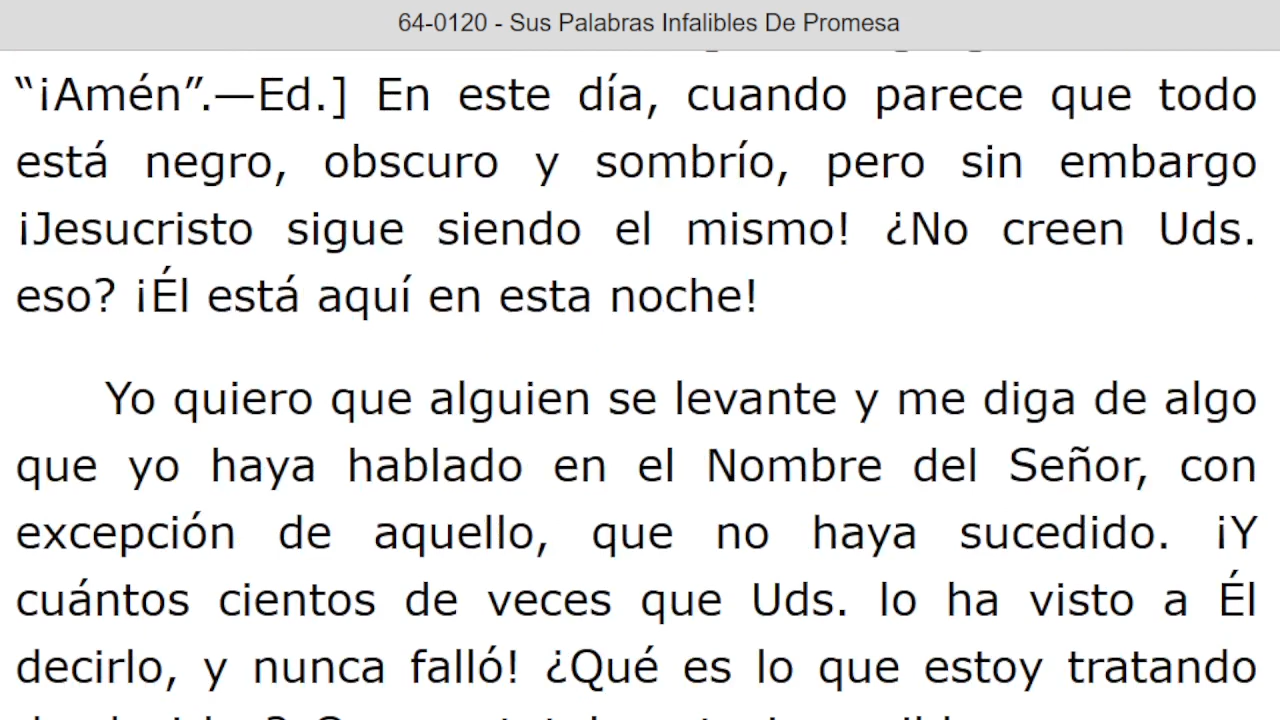 64-0120 - Sus Palabras Infalibles De Promesa
“¡Amén”.—Ed.] En este día, cuando parece que todo
está negro, obscuro y sombrío, pero sin embargo
¡Jesucristo sigue siendo el mismo! ¿No creen Uds.
eso? ¡Él está aquí en esta noche!
Yo quiero que alguien se levante y me diga de algo
que yo haya hablado en el Nombre del Señor, con
excepción de aquello, que no haya sucedido. ¡Y
cuántos cientos de veces que Uds. lo ha visto a Él
decirlo, y nunca falló! ¿Qué es lo que estoy tratando